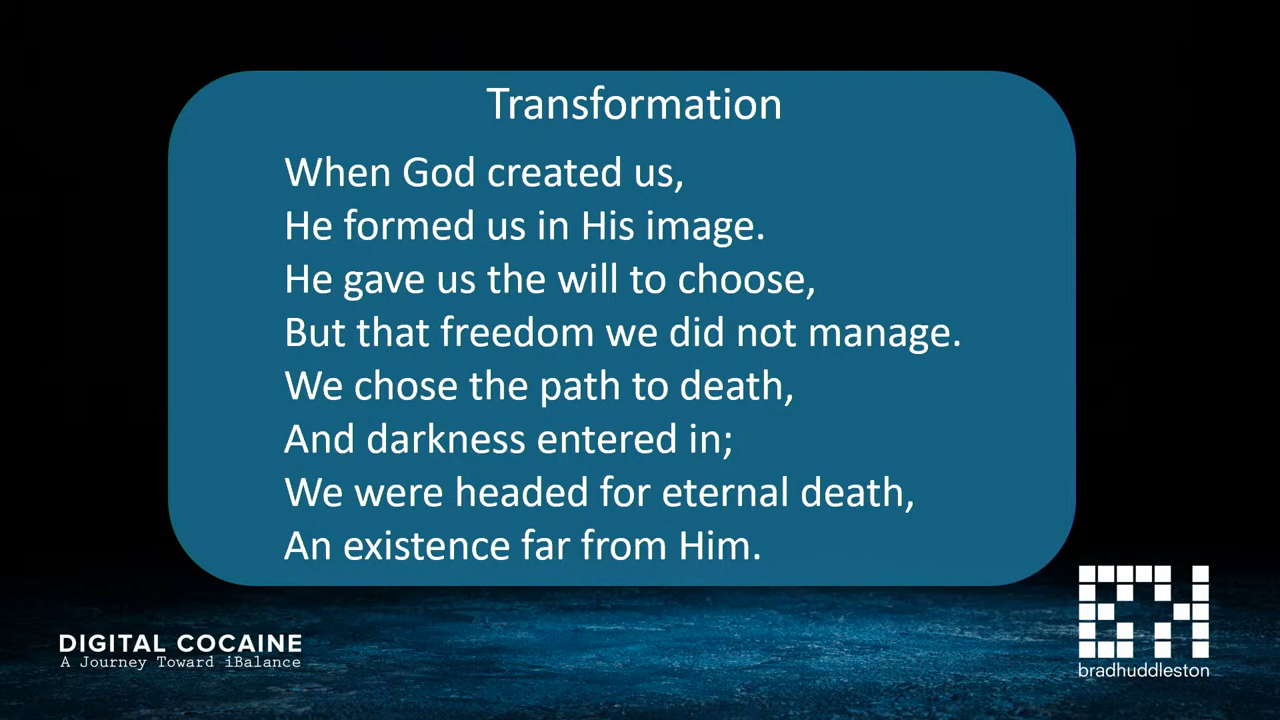 Transformation
When God created us,
He formed us in His image.
He gave us the will to choose,
But that freedom we did not manage.
We chose the path to death,
And darkness entered in;
We were headed for eternal death,
An existence far from Him.
DIGITAL COCAINE
A Journey Toward iBalance
bradhuddleston